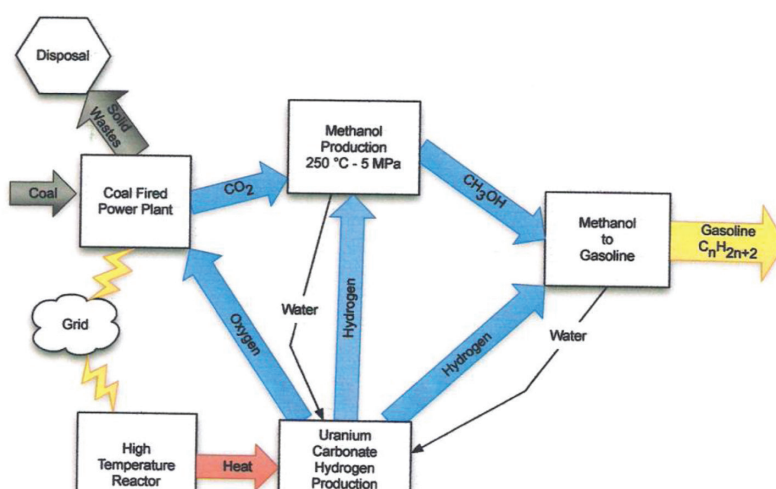 Disposal
Solid
Wastes
Coal
Coal Fired
Power Plant
CO2
Methanol
Production
250 °C - 5 MPa
CH3OH
Methanol
to
Gasoline
Gasoline
CnH2n+2
Grid
Oxygen
Water
Hydrogen
Hydrogen
Water
High
Temperature
Reactor
Heat
Uranium
Carbonate
Hydrogen
Production